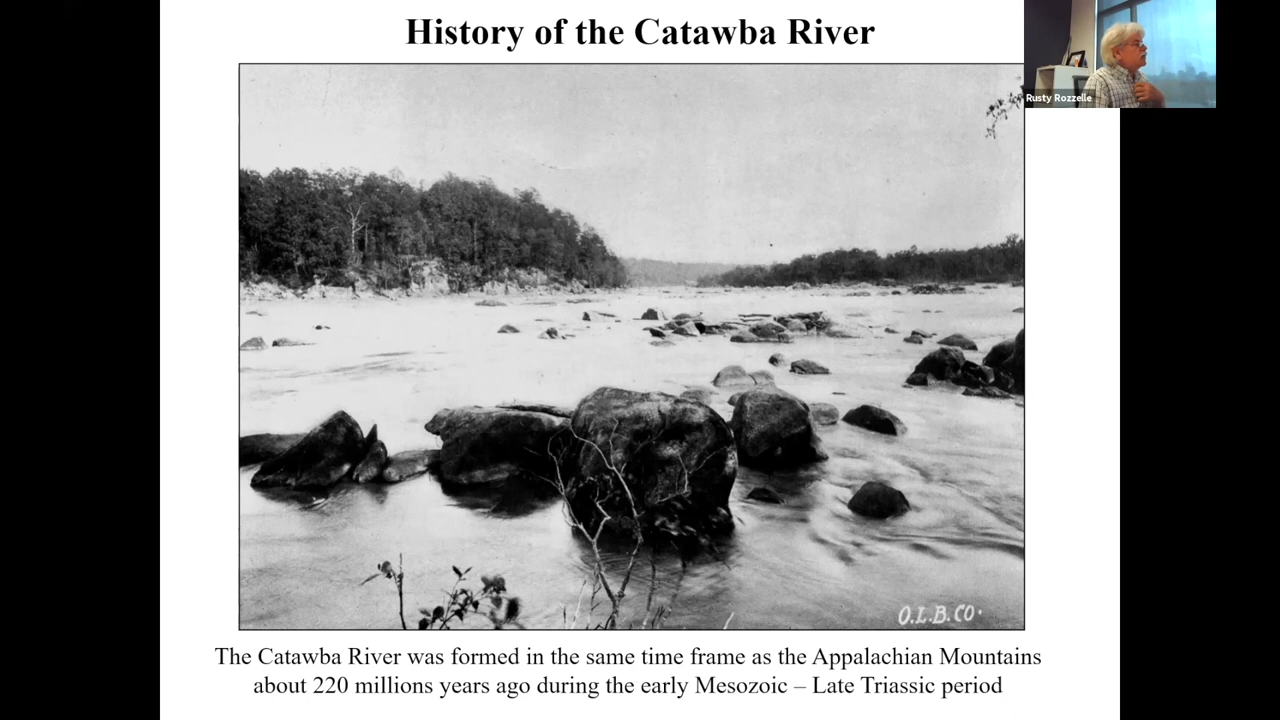 History of the Catawba River
Rusty Rozzelle
O.L.B.CO.
The Catawba River was formed in the same time frame as the Appalachian Mountains
about 220 millions years ago during the early Mesozoic – Late Triassic period